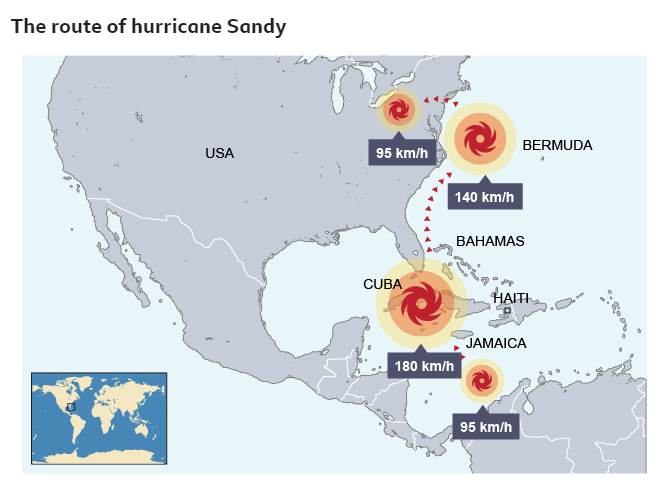 The route of hurricane Sandy
95 km/h
USA
BERMUDA
140 km/h
BAHAMAS
CUBA
HAITI
JAMAICA
180 km/h
95 km/h